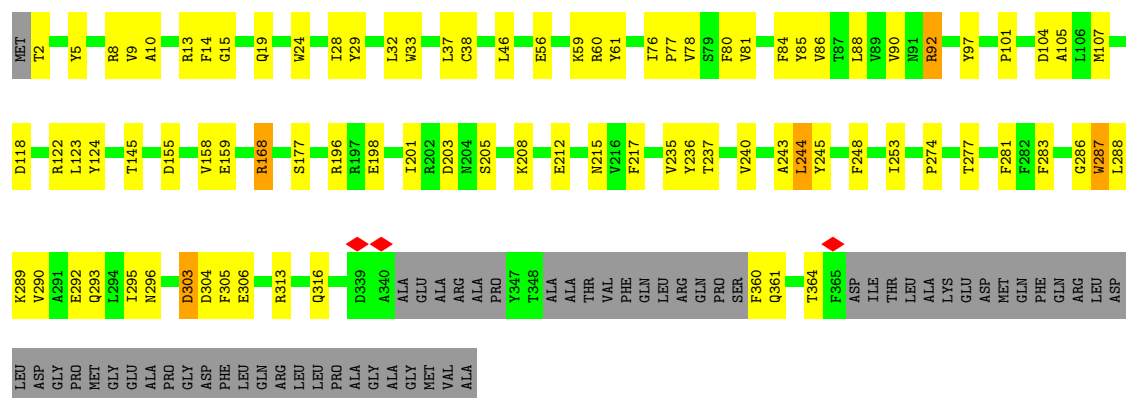 MET T2 Y5 R8 V9 A10 R13 F14 G15 Q19 W24 I28 Y29 L32 W33 L37 C38 L46 E56 K59 R60 Y61 I76 P77 V78 S79 F80 V81 F84 Y85 V86 T87 L88 V89 V90 N91 R92 Y97 P101 D104 A105 L106 M107
D118 R122 L123 Y124 T145 D155 V158 E159 R168 S177 R196 R197 E198 I201 R202 D203 N204 S205 K208 E212 N215 V216 F217 V235 Y236 T237 V240 A243 L244 Y245 F248 I253 P274 T277 F281 F282 F283 G286 W287 L288
K289 V290 A291 E292 Q293 L294 I295 N296 D303 D304 F305 E306 R313 Q316 D339 A340 ALA GLU ALA ARG ALA PRO Y347 T348 ALA ALA THR VAL PHE GLN LEU ARG GLN PRO SER F360 Q361 T364 F365 ASP ILE THR LEU ALA LYS GLU ASP MET GLN PHE GLN ARG LEU ASP
LEU ASP GLY PRO MET GLY GLU ALA PRO GLY ASP PHE LEU GLN ARG LEU LEU PRO ALA GLY ALA GLY MET VAL ALA